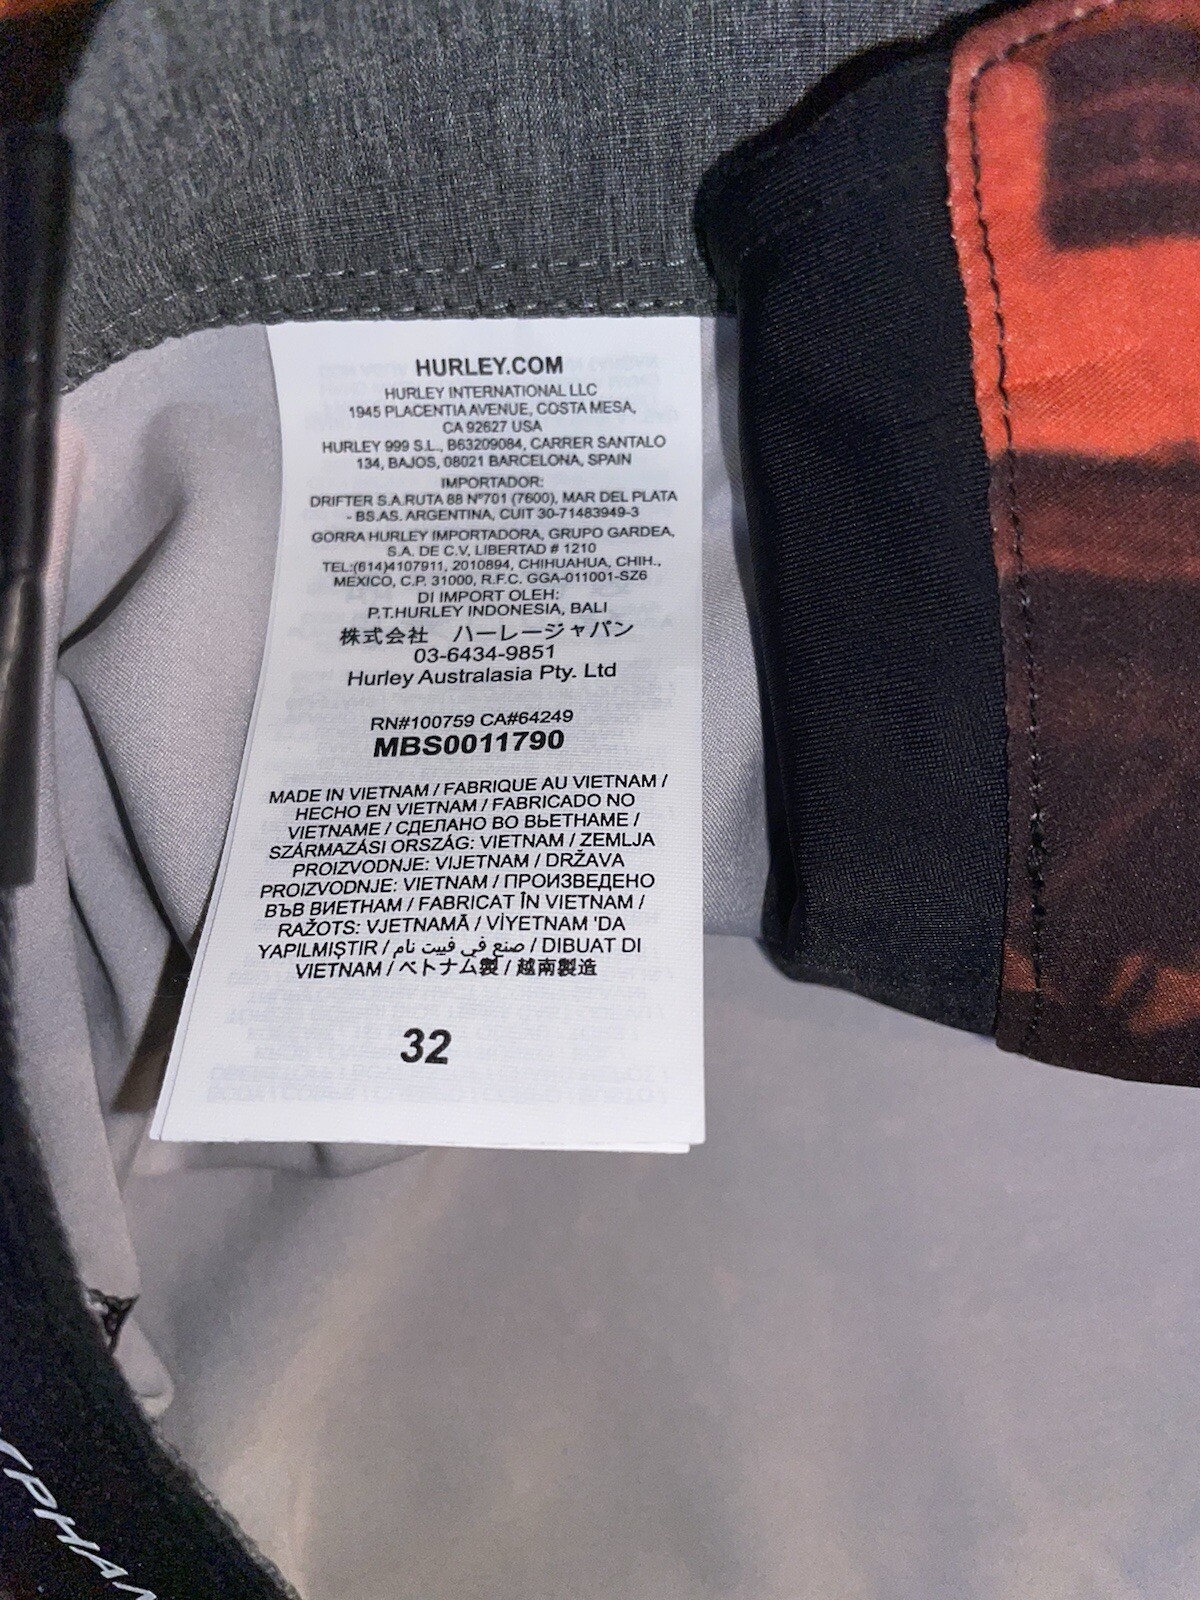 HURLEY.COM
HURLEY INTERNATIONAL LLC
1945 PLACENTIA AVENUE, COSTA MESA,
CA 92627 USA
HURLEY 999 S.L., B63209084, CARRER SANTALO
134, BAJOS, 08021 BARCELONA, SPAIN
IMPORTADOR:
DRIFTER S.A.RUTA 88 Nº701 (7600), MAR DEL PLATA
- BS.AS. ARGENTINA, CUIT 30-71483949-3
GORRA HURLEY IMPORTADORA, GRUPO GARDEA,
S.A. DE C.V, LIBERTAD # 1210
TEL:(614)4107911, 2010894, CHIHUAHUA, CHIH.,
MEXICO, C.P. 31000, R.F.C. GGA-011001-SZ6
DI IMPORT OLEH:
P.T.HURLEY INDONESIA, BALI
株式会社 ハーレージャパン
03-6434-9851
Hurley Australasia Pty. Ltd
RN#100759 CA#64249
MBS0011790
MADE IN VIETNAM / FABRIQUE AU VIETNAM /
HECHO EN VIETNAM / FABRICADO NO
VIETNAME / СДЕЛАНО ВО ВЬЕТНАМЕ /
SZÁRMAZÁSI ORSZÁG: VIETNAM / ZEMLJA
PROIZVODNJE: VIJETNAM / DRŽAVA
PROIZVODNJE: VIETNAM / ПРОИЗВЕДЕНО
ВЪВ ВИЕТНАМ / FABRICAT ÎN VIETNAM /
RAŽOTS: VJETNAMĀ / VİYETNAM 'DA
YAPILMIŞTIR / صنع في فييت نام / DIBUAT DI
VIETNAM / ベトナム製 / 越南製造
32